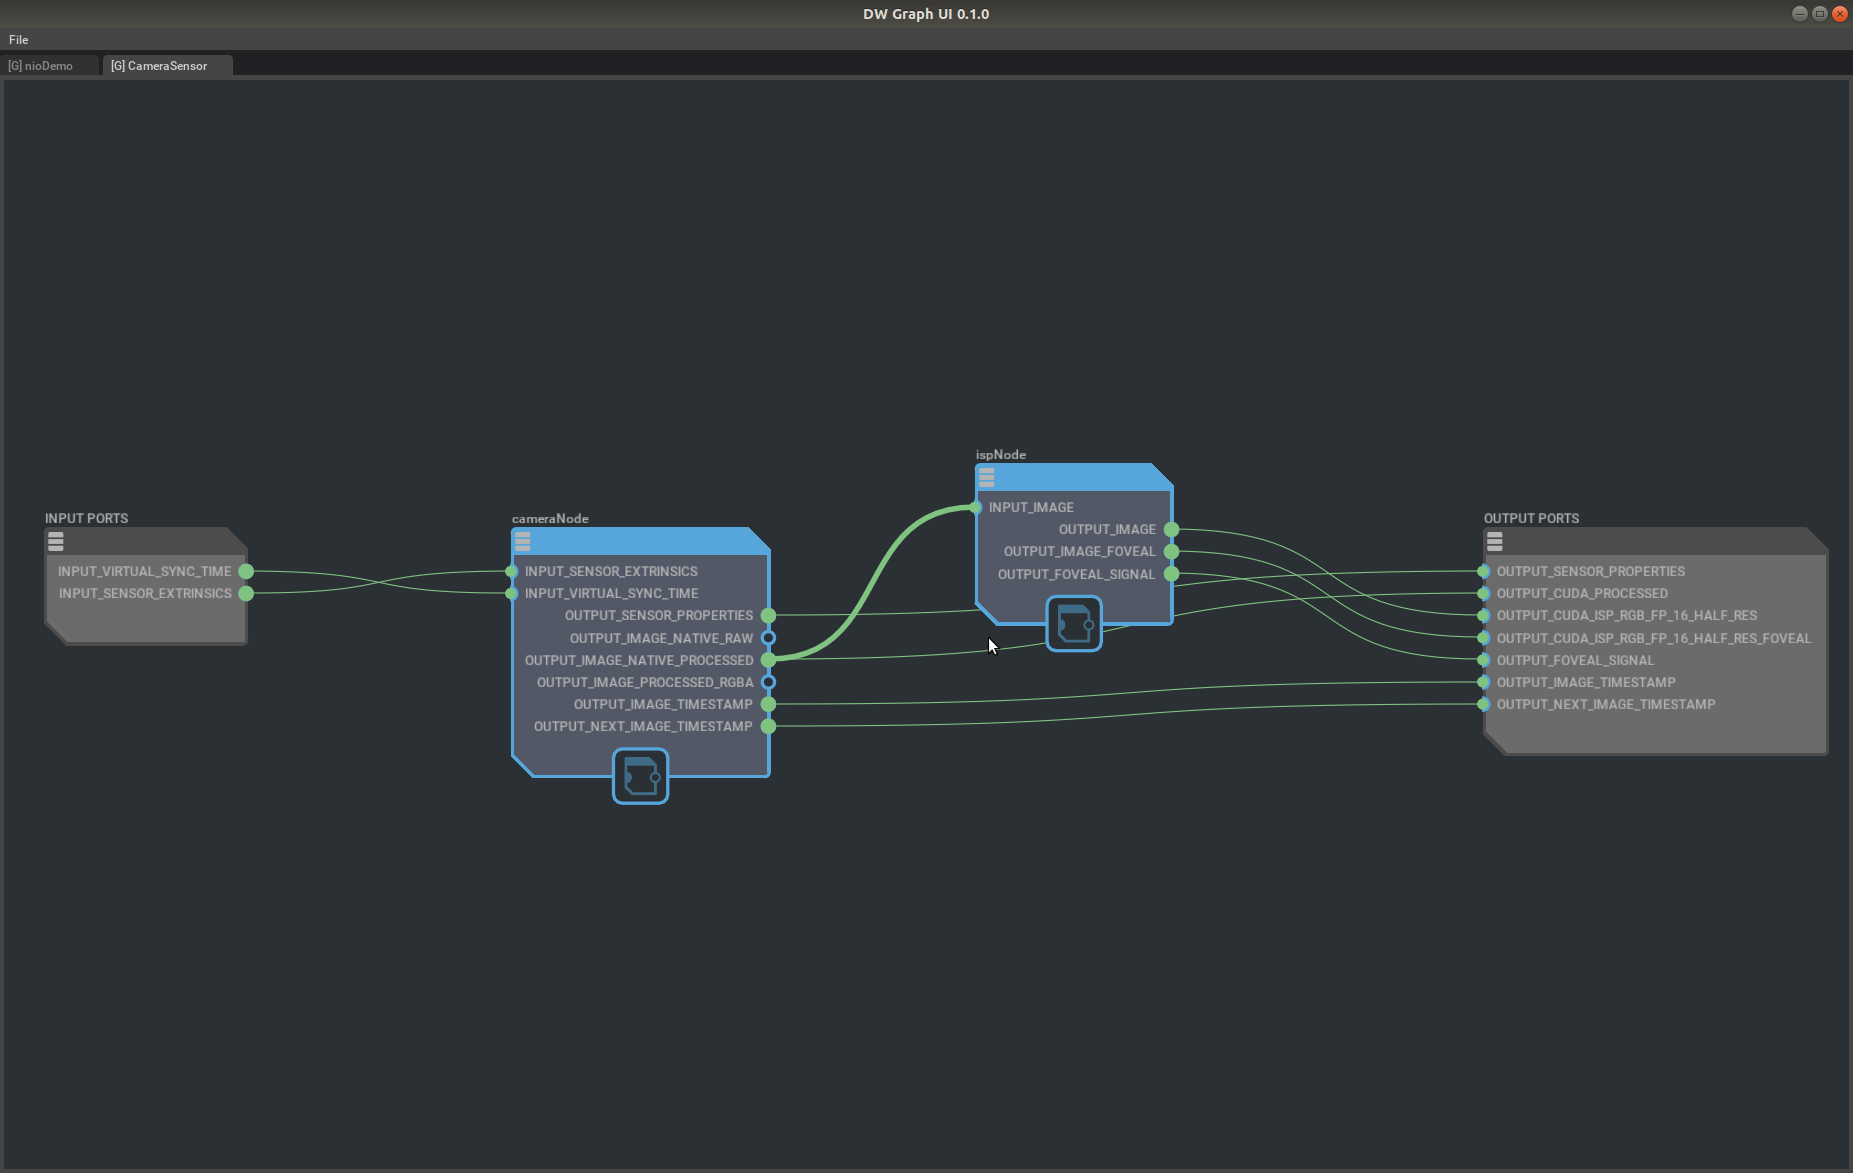 DW Graph UI 0.1.0
File
[G] nioDemo
[G] CameraSensor
INPUT PORTS
INPUT_VIRTUAL_SYNC_TIME
INPUT_SENSOR_EXTRINSICS
cameraNode
INPUT_SENSOR_EXTRINSICS
INPUT_VIRTUAL_SYNC_TIME
OUTPUT_SENSOR_PROPERTIES
OUTPUT_IMAGE_NATIVE_RAW
OUTPUT_IMAGE_NATIVE_PROCESSED
OUTPUT_IMAGE_PROCESSED_RGBA
OUTPUT_IMAGE_TIMESTAMP
OUTPUT_NEXT_IMAGE_TIMESTAMP
ispNode
INPUT_IMAGE
OUTPUT_IMAGE
OUTPUT_IMAGE_FOVEAL
OUTPUT_FOVEAL_SIGNAL
OUTPUT PORTS
OUTPUT_SENSOR_PROPERTIES
OUTPUT_CUDA_PROCESSED
OUTPUT_CUDA_ISP_RGB_FP_16_HALF_RES
OUTPUT_CUDA_ISP_RGB_FP_16_HALF_RES_FOVEAL
OUTPUT_FOVEAL_SIGNAL
OUTPUT_IMAGE_TIMESTAMP
OUTPUT_NEXT_IMAGE_TIMESTAMP